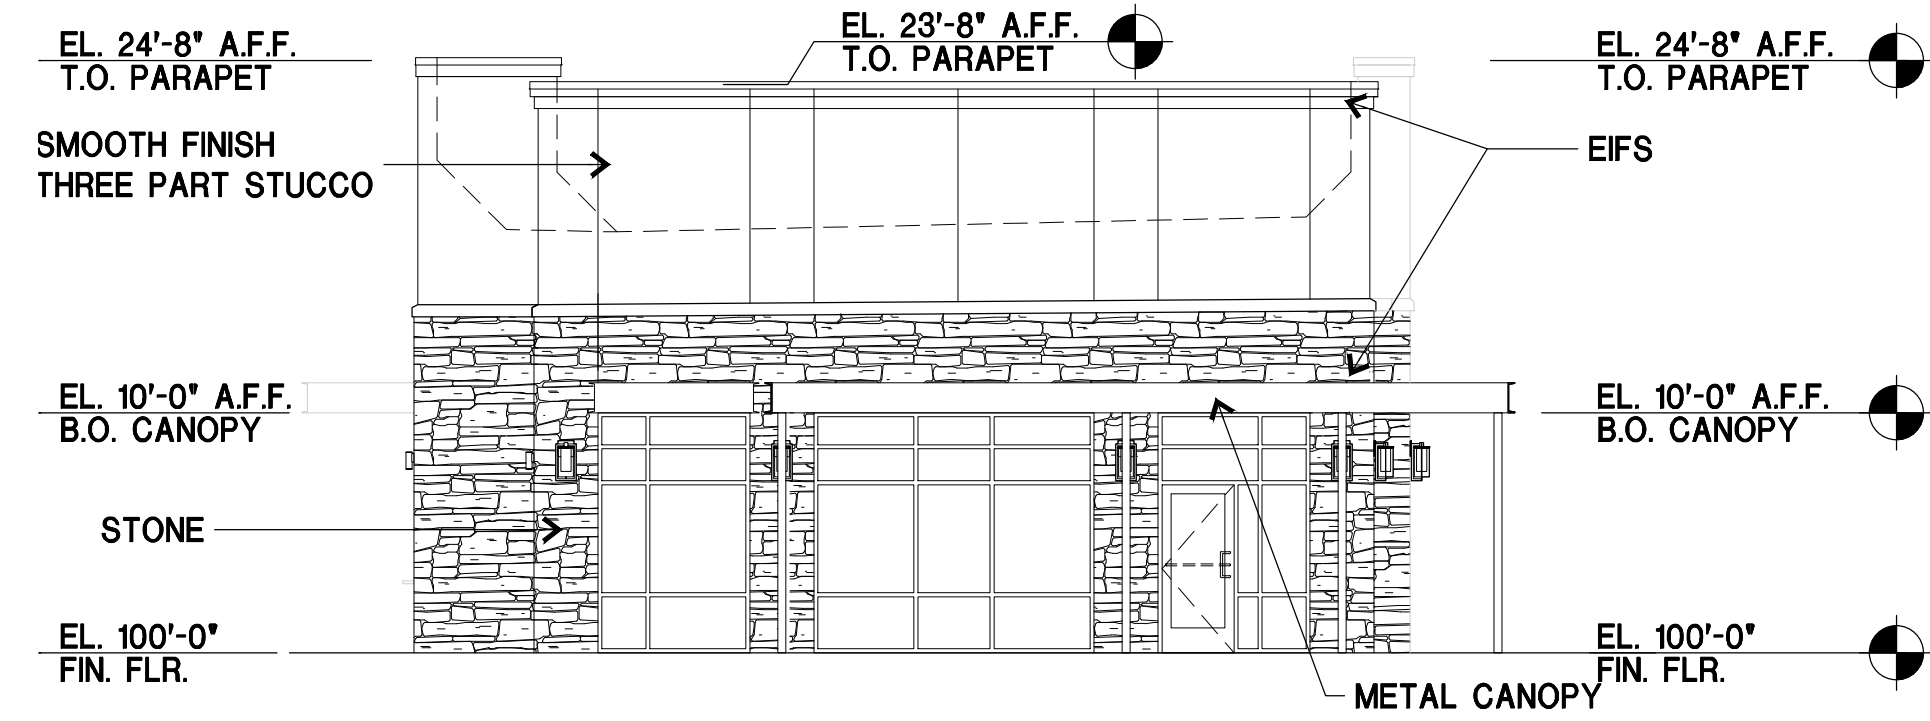 EL. 24'-8" A.F.F.
T.O. PARAPET
EL. 23'-8" A.F.F.
T.O. PARAPET
EL. 24'-8" A.F.F.
T.O. PARAPET
SMOOTH FINISH
THREE PART STUCCO
EIFS
EL. 10'-0" A.F.F.
B.O. CANOPY
EL. 10'-0" A.F.F.
B.O. CANOPY
STONE
EL. 100'-0"
FIN. FLR.
EL. 100'-0"
FIN. FLR.
METAL CANOPY